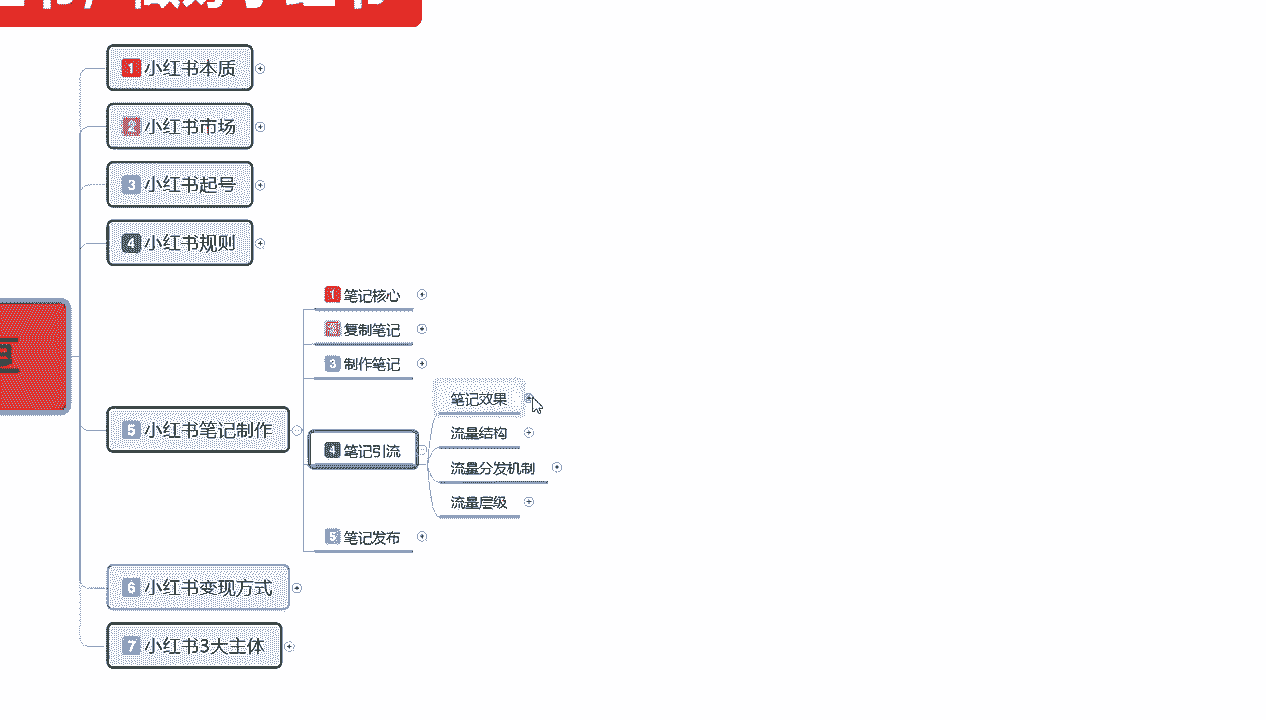 1 小红书本质
2 小红书市场
3 小红书起号
4 小红书规则
5 小红书笔记制作
1 笔记核心
2 复制笔记
3 制作笔记
4 笔记引流
笔记效果
流量结构
流量分发机制
流量层级
5 笔记发布
6 小红书变现方式
7 小红书3大主体